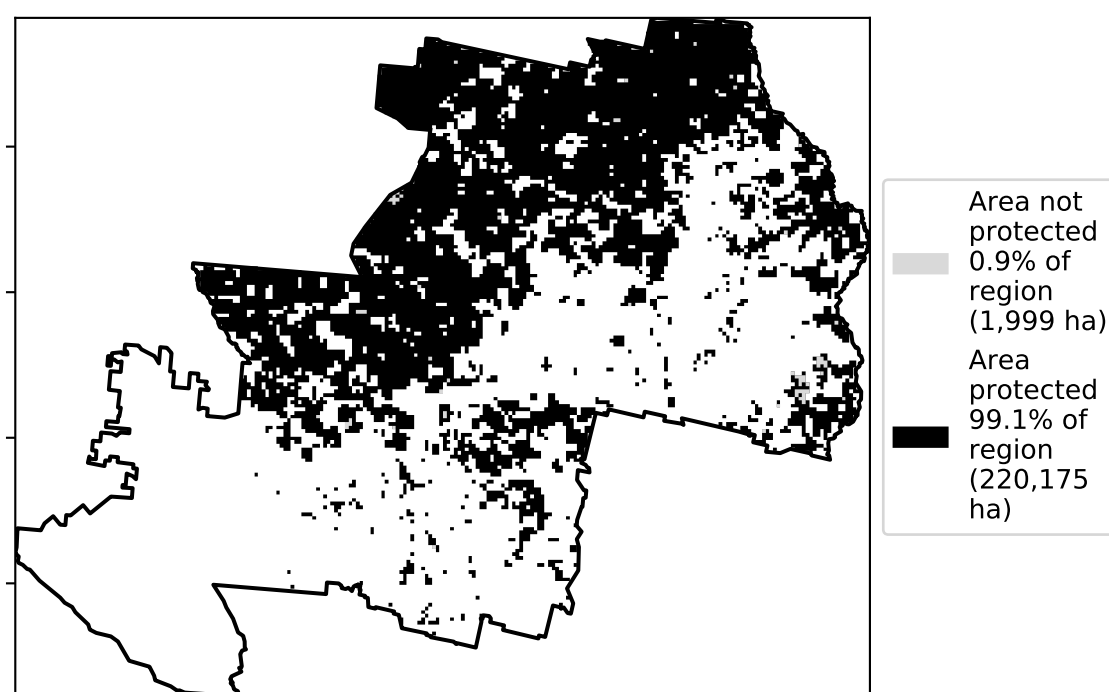 Area not
protected
0.9% of
region
(1,999 ha)
Area
protected
99.1% of
region
(220,175
ha)